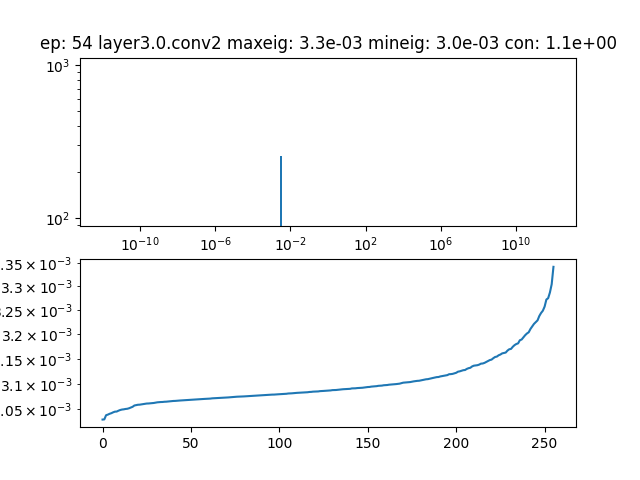 ep: 54 layer3.0.conv2 maxeig: 3.3e-03 mineig: 3.0e-03 con: 1.1e+00
10³
10²
10⁻¹⁰ 10⁻⁶ 10⁻² 10² 10⁶ 10¹⁰
.35 × 10⁻³
3.3 × 10⁻³
3.25 × 10⁻³
3.2 × 10⁻³
.15 × 10⁻³
3.1 × 10⁻³
.05 × 10⁻³
0 50 100 150 200 250